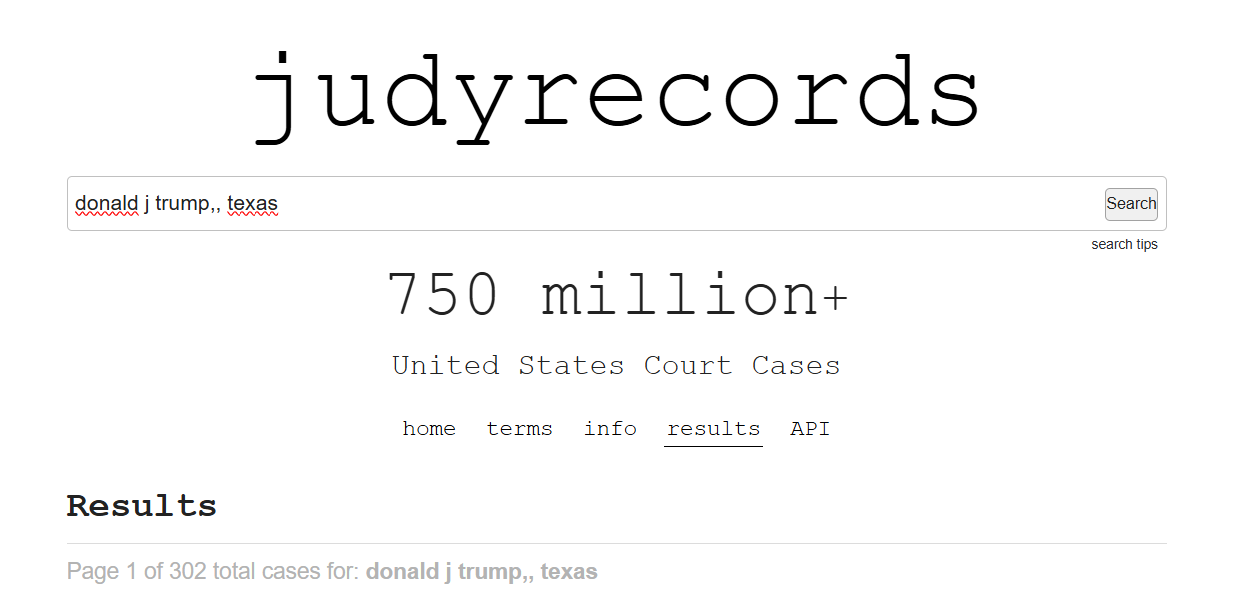 judyrecords
donald j trump,, texas
Search
search tips
750 million+
United States Court Cases
home terms info results API
Results
Page 1 of 302 total cases for: donald j trump,, texas